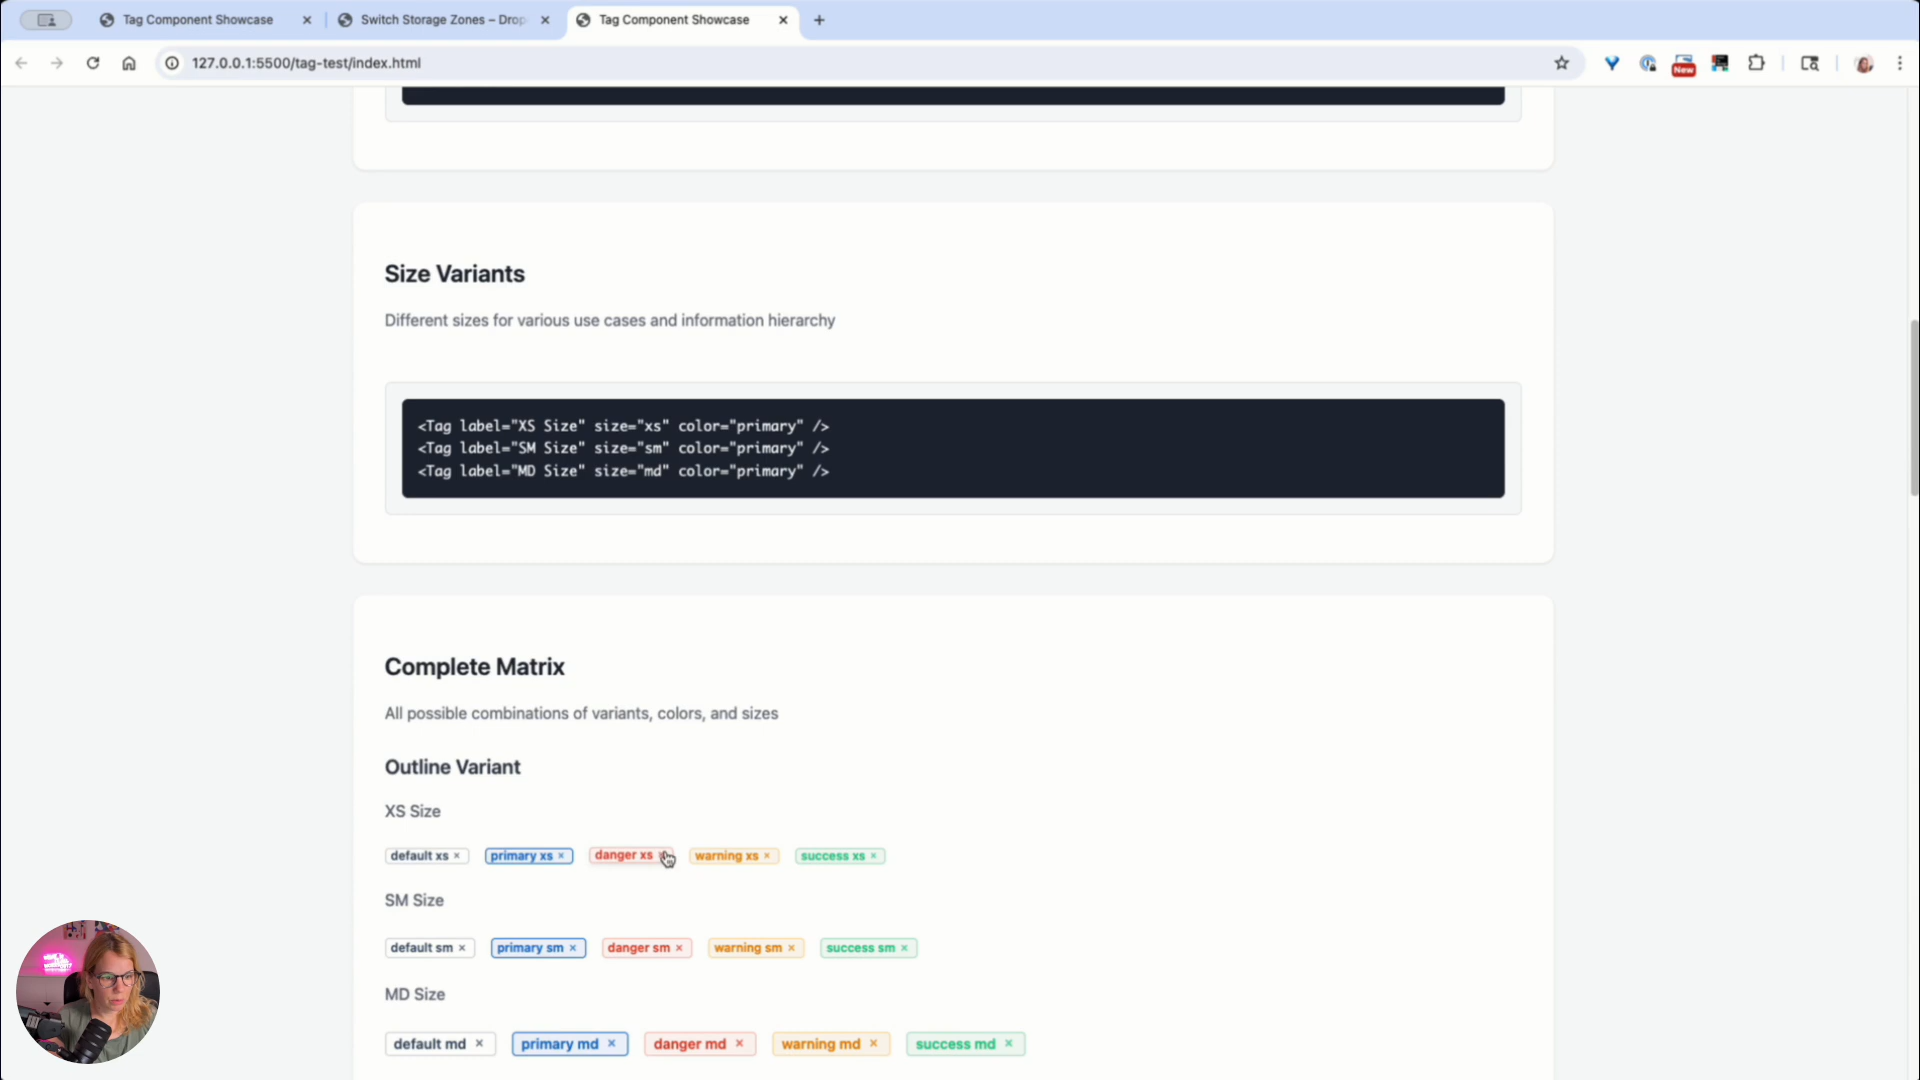 Tag Component Showcase
Switch Storage Zones – Drop
Tag Component Showcase
127.0.0.1:5500/tag-test/index.html
New
Size Variants
Different sizes for various use cases and information hierarchy
<Tag label="XS Size" size="xs" color="primary" />
<Tag label="SM Size" size="sm" color="primary" />
<Tag label="MD Size" size="md" color="primary" />
Complete Matrix
All possible combinations of variants, colors, and sizes
Outline Variant
XS Size
default xs × primary xs × danger xs warning xs × success xs ×
SM Size
default sm × primary sm × danger sm × warning sm × success sm ×
MD Size
default md × primary md × danger md × warning md × success md ×